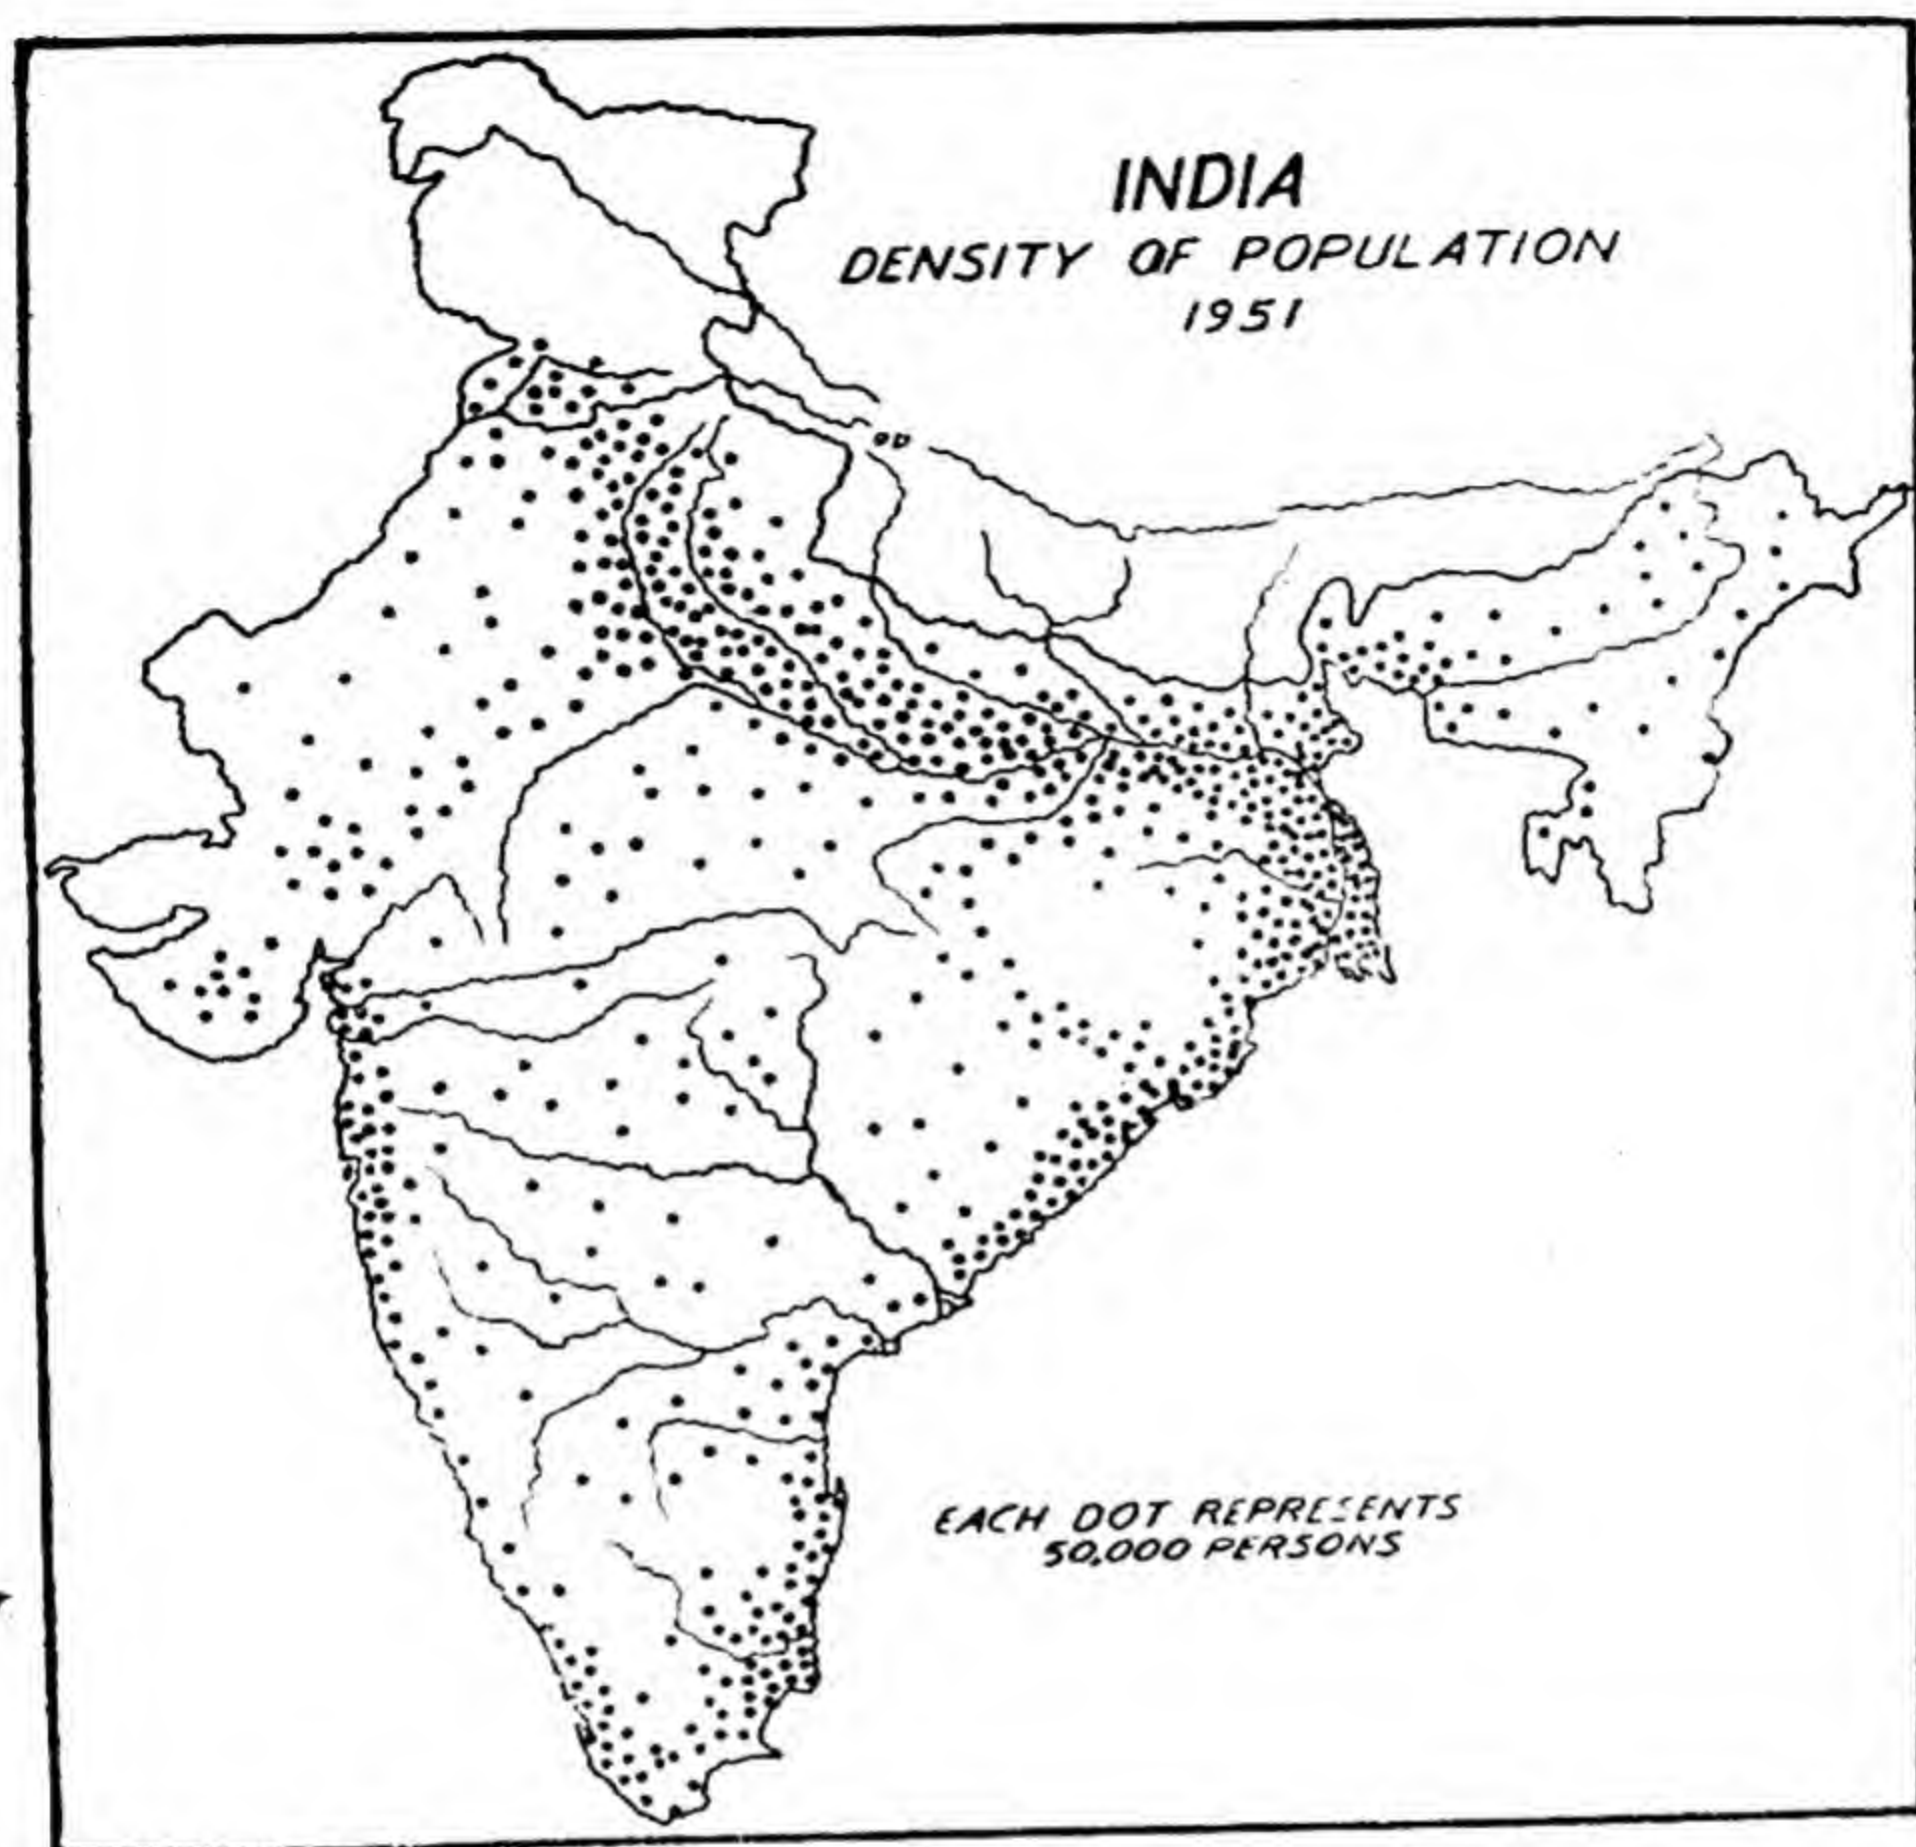 INDIA
DENSITY OF POPULATION
1951
EACH DOT REPRESENTS
50,000 PERSONS